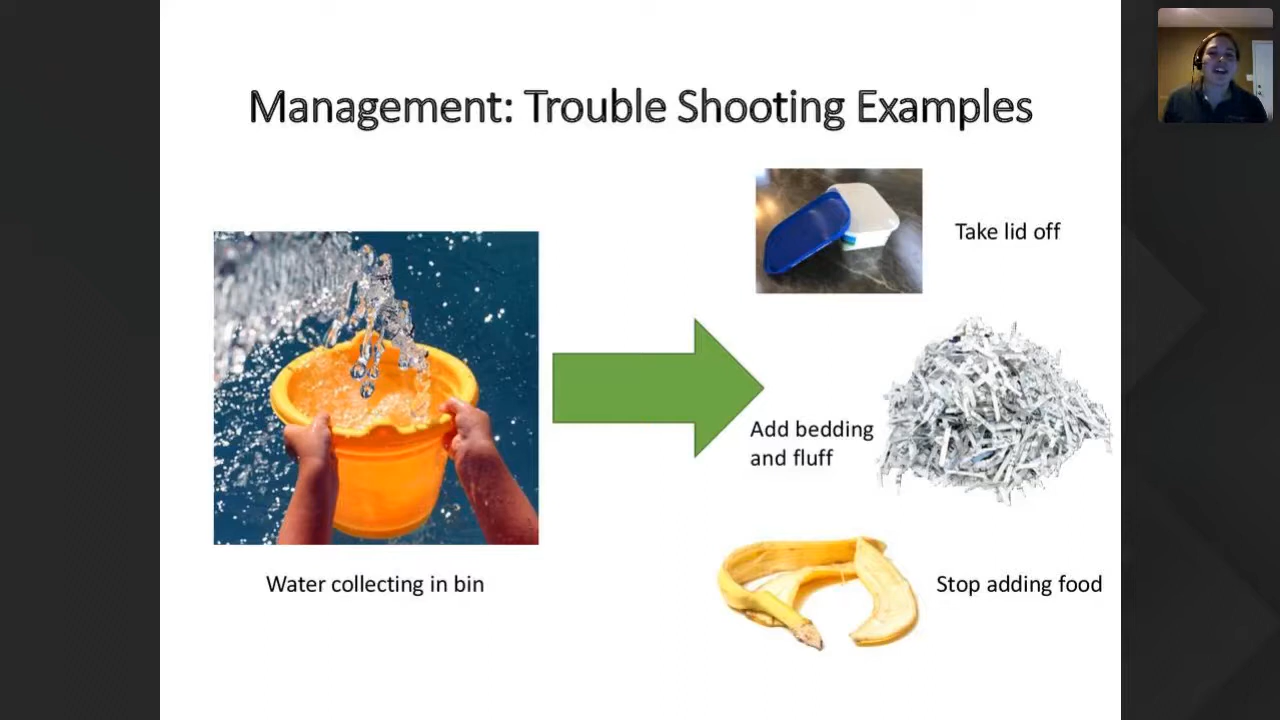 Management: Trouble Shooting Examples
Take lid off
Add bedding
and fluff
Water collecting in bin
Stop adding food